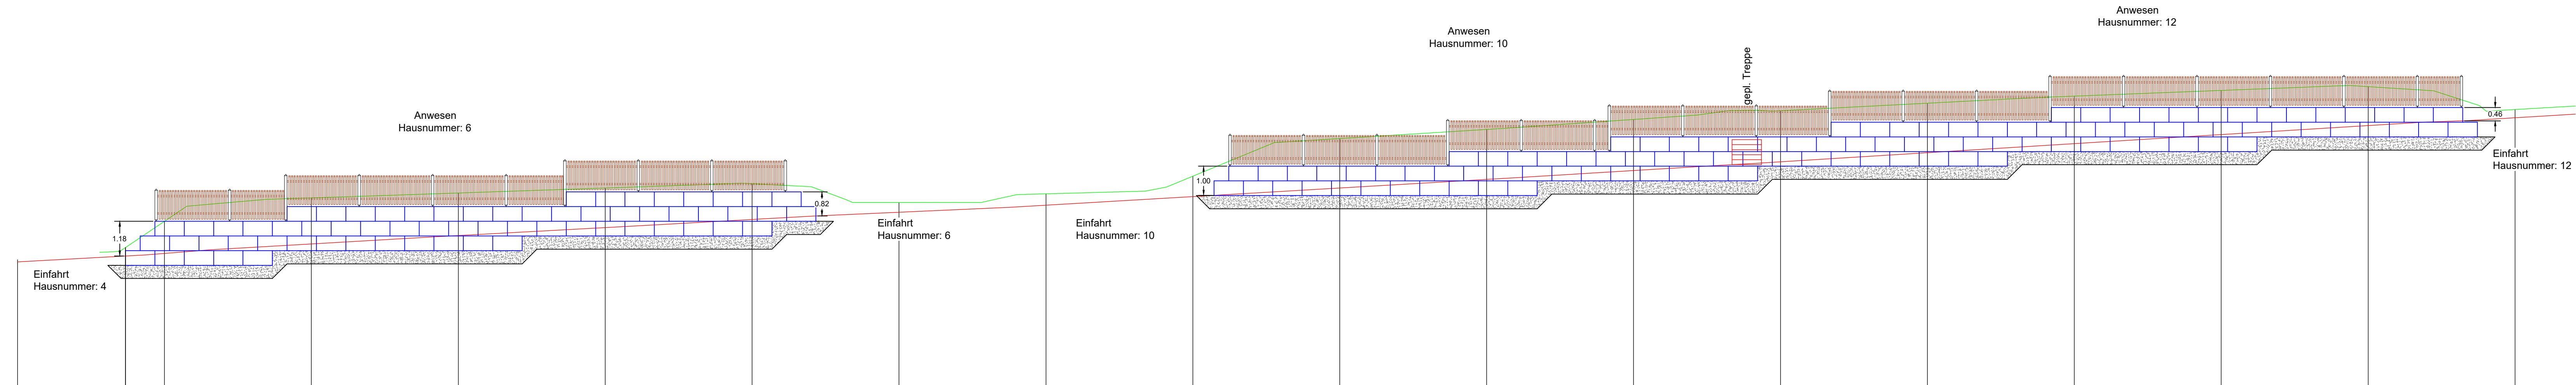 Anwesen
Hausnummer: 12
Anwesen
Hausnummer: 10
gepl. Treppe
Anwesen
Hausnummer: 6
0.46
Einfahrt
Hausnummer: 12
1.00
0.82
Einfahrt
Hausnummer: 6
Einfahrt
Hausnummer: 10
1.18
Einfahrt
Hausnummer: 4